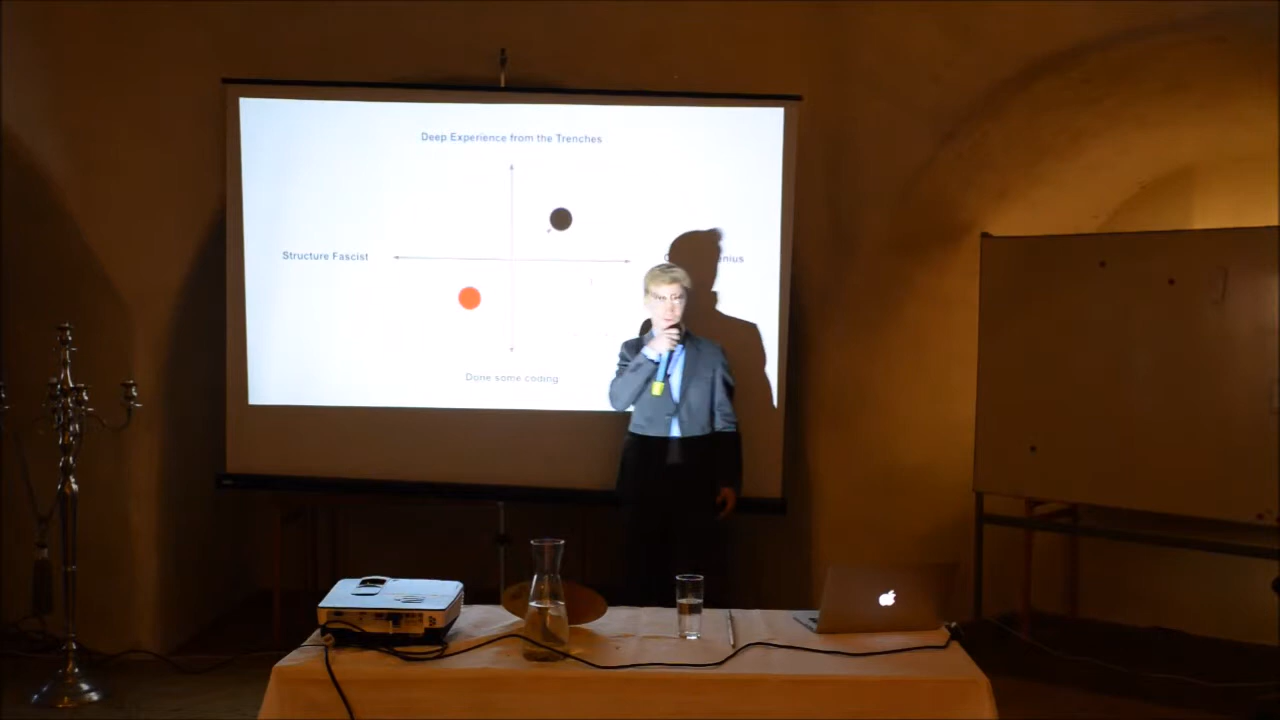 Deep Experience from the Trenches
Structure Fascist
Done some coding